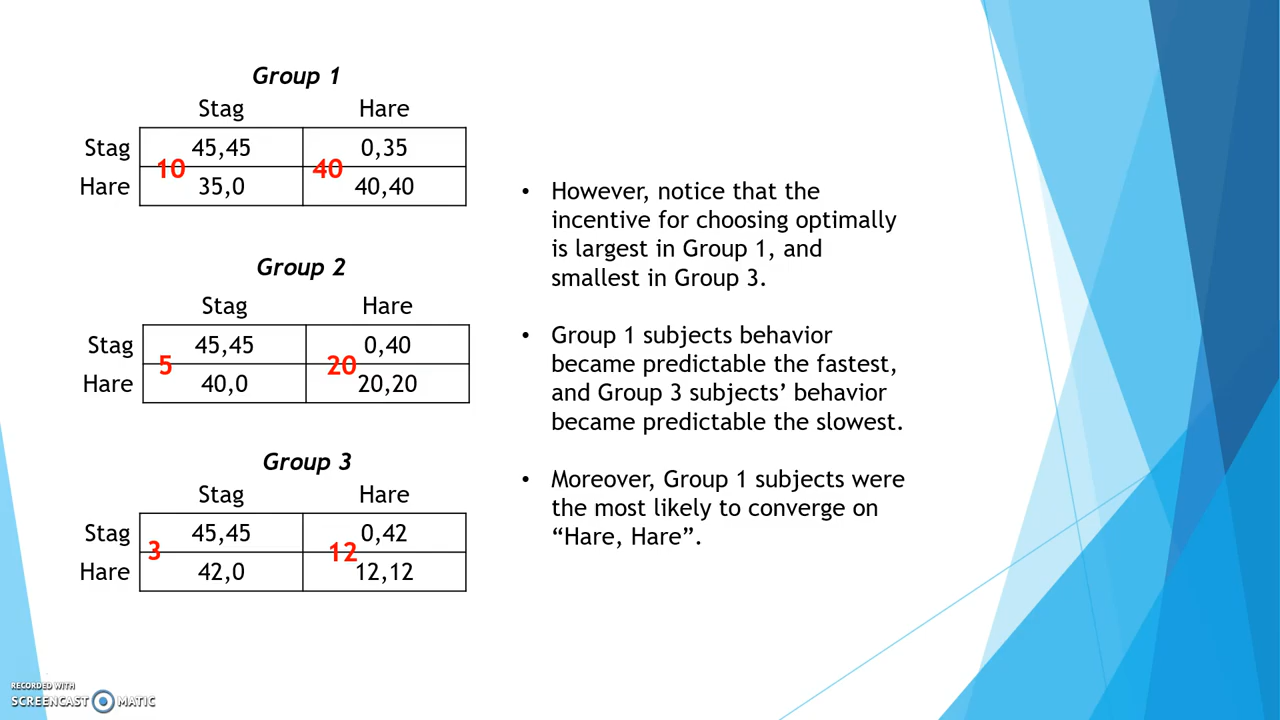 Group 1
Stag Hare
Stag 45,45 0,35
10 40
Hare 35,0 40,40
Group 2
Stag Hare
Stag 45,45 0,40
5 20
Hare 40,0 20,20
Group 3
Stag Hare
Stag 45,45 0,42
3 12
Hare 42,0 12,12
• However, notice that the
incentive for choosing optimally
is largest in Group 1, and
smallest in Group 3.
• Group 1 subjects behavior
became predictable the fastest,
and Group 3 subjects’ behavior
became predictable the slowest.
• Moreover, Group 1 subjects were
the most likely to converge on
“Hare, Hare”.
RECORDED WITH
SCREENCAST MATIC